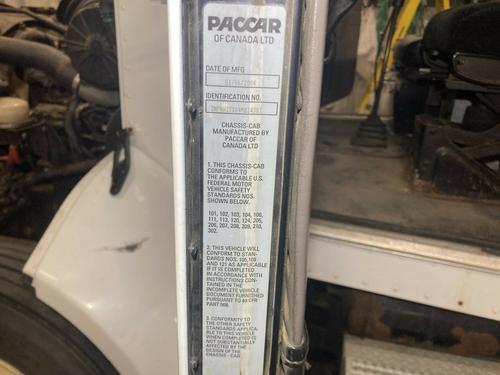 PACCAR
OF CANADA LTD
DATE OF MFG
IDENTIFICATION NO.
CHASSIS-CAB
MANUFACTURED BY
PACCAR OF
CANADA LTD
1. THIS CHASSIS-CAB
CONFORMS TO
THE APPLICABLE U.S.
FEDERAL MOTOR
VEHICLE SAFETY
STANDARDS NOS.
SHOWN BELOW.
101, 102, 103, 104, 106,
111, 113, 120, 124, 205,
206, 207, 208, 209, 210,
302.
2. THIS VEHICLE WILL
CONFORM TO STAN-
DARDS NOS. 105, 108
AND 121 AS APPLICABLE
IF IT IS COMPLETED
IN ACCORDANCE WITH
INSTRUCTIONS CON-
TAINED IN THE
INCOMPLETE VEHICLE
DOCUMENT FURNISHED
PURSUANT TO 49 CFR
PART 568.
3. CONFORMITY TO
THE OTHER SAFETY
STANDARDS APPLICA-
BLE TO THIS VEHICLE
WHEN COMPLETED IS
NOT SUBSTANTIALLY
AFFECTED BY THE
DESIGN OF THE
CHASSIS - CAB